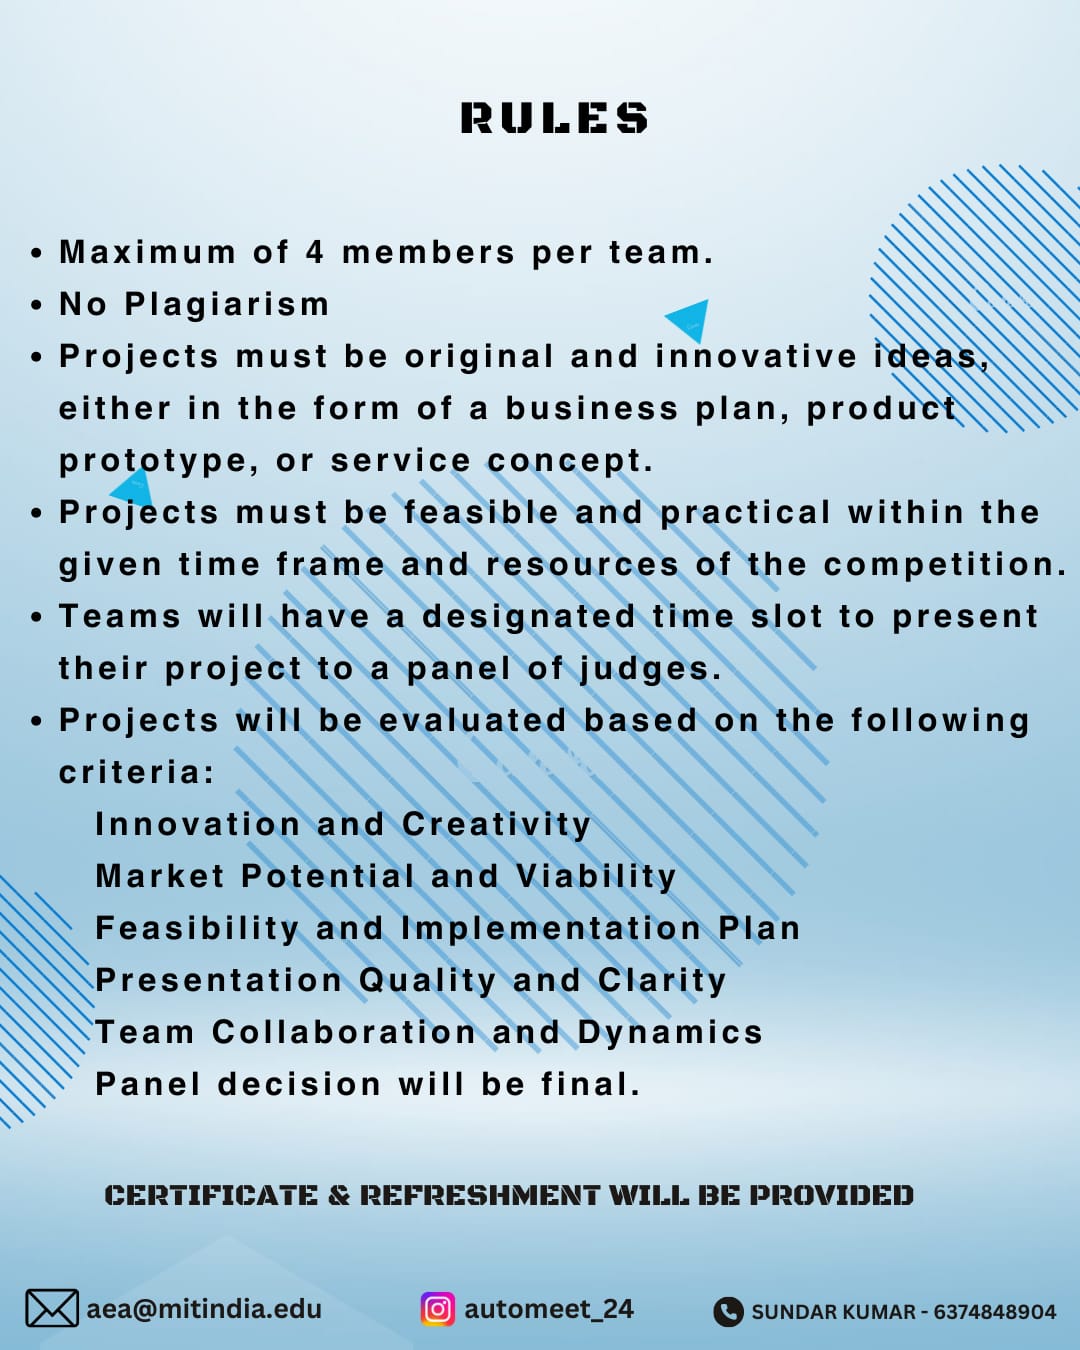 RULES
• Maximum of 4 members per team.
• No Plagiarism
• Projects must be original and innovative ideas,
either in the form of a business plan, product
prototype, or service concept.
• Projects must be feasible and practical within the
given time frame and resources of the competition.
• Teams will have a designated time slot to present
their project to a panel of judges.
• Projects will be evaluated based on the following
criteria:
Innovation and Creativity
Market Potential and Viability
Feasibility and Implementation Plan
Presentation Quality and Clarity
Team Collaboration and Dynamics
Panel decision will be final.
CERTIFICATE & REFRESHMENT WILL BE PROVIDED
aea@mitindia.edu
automeet_24
SUNDAR KUMAR - 6374848904